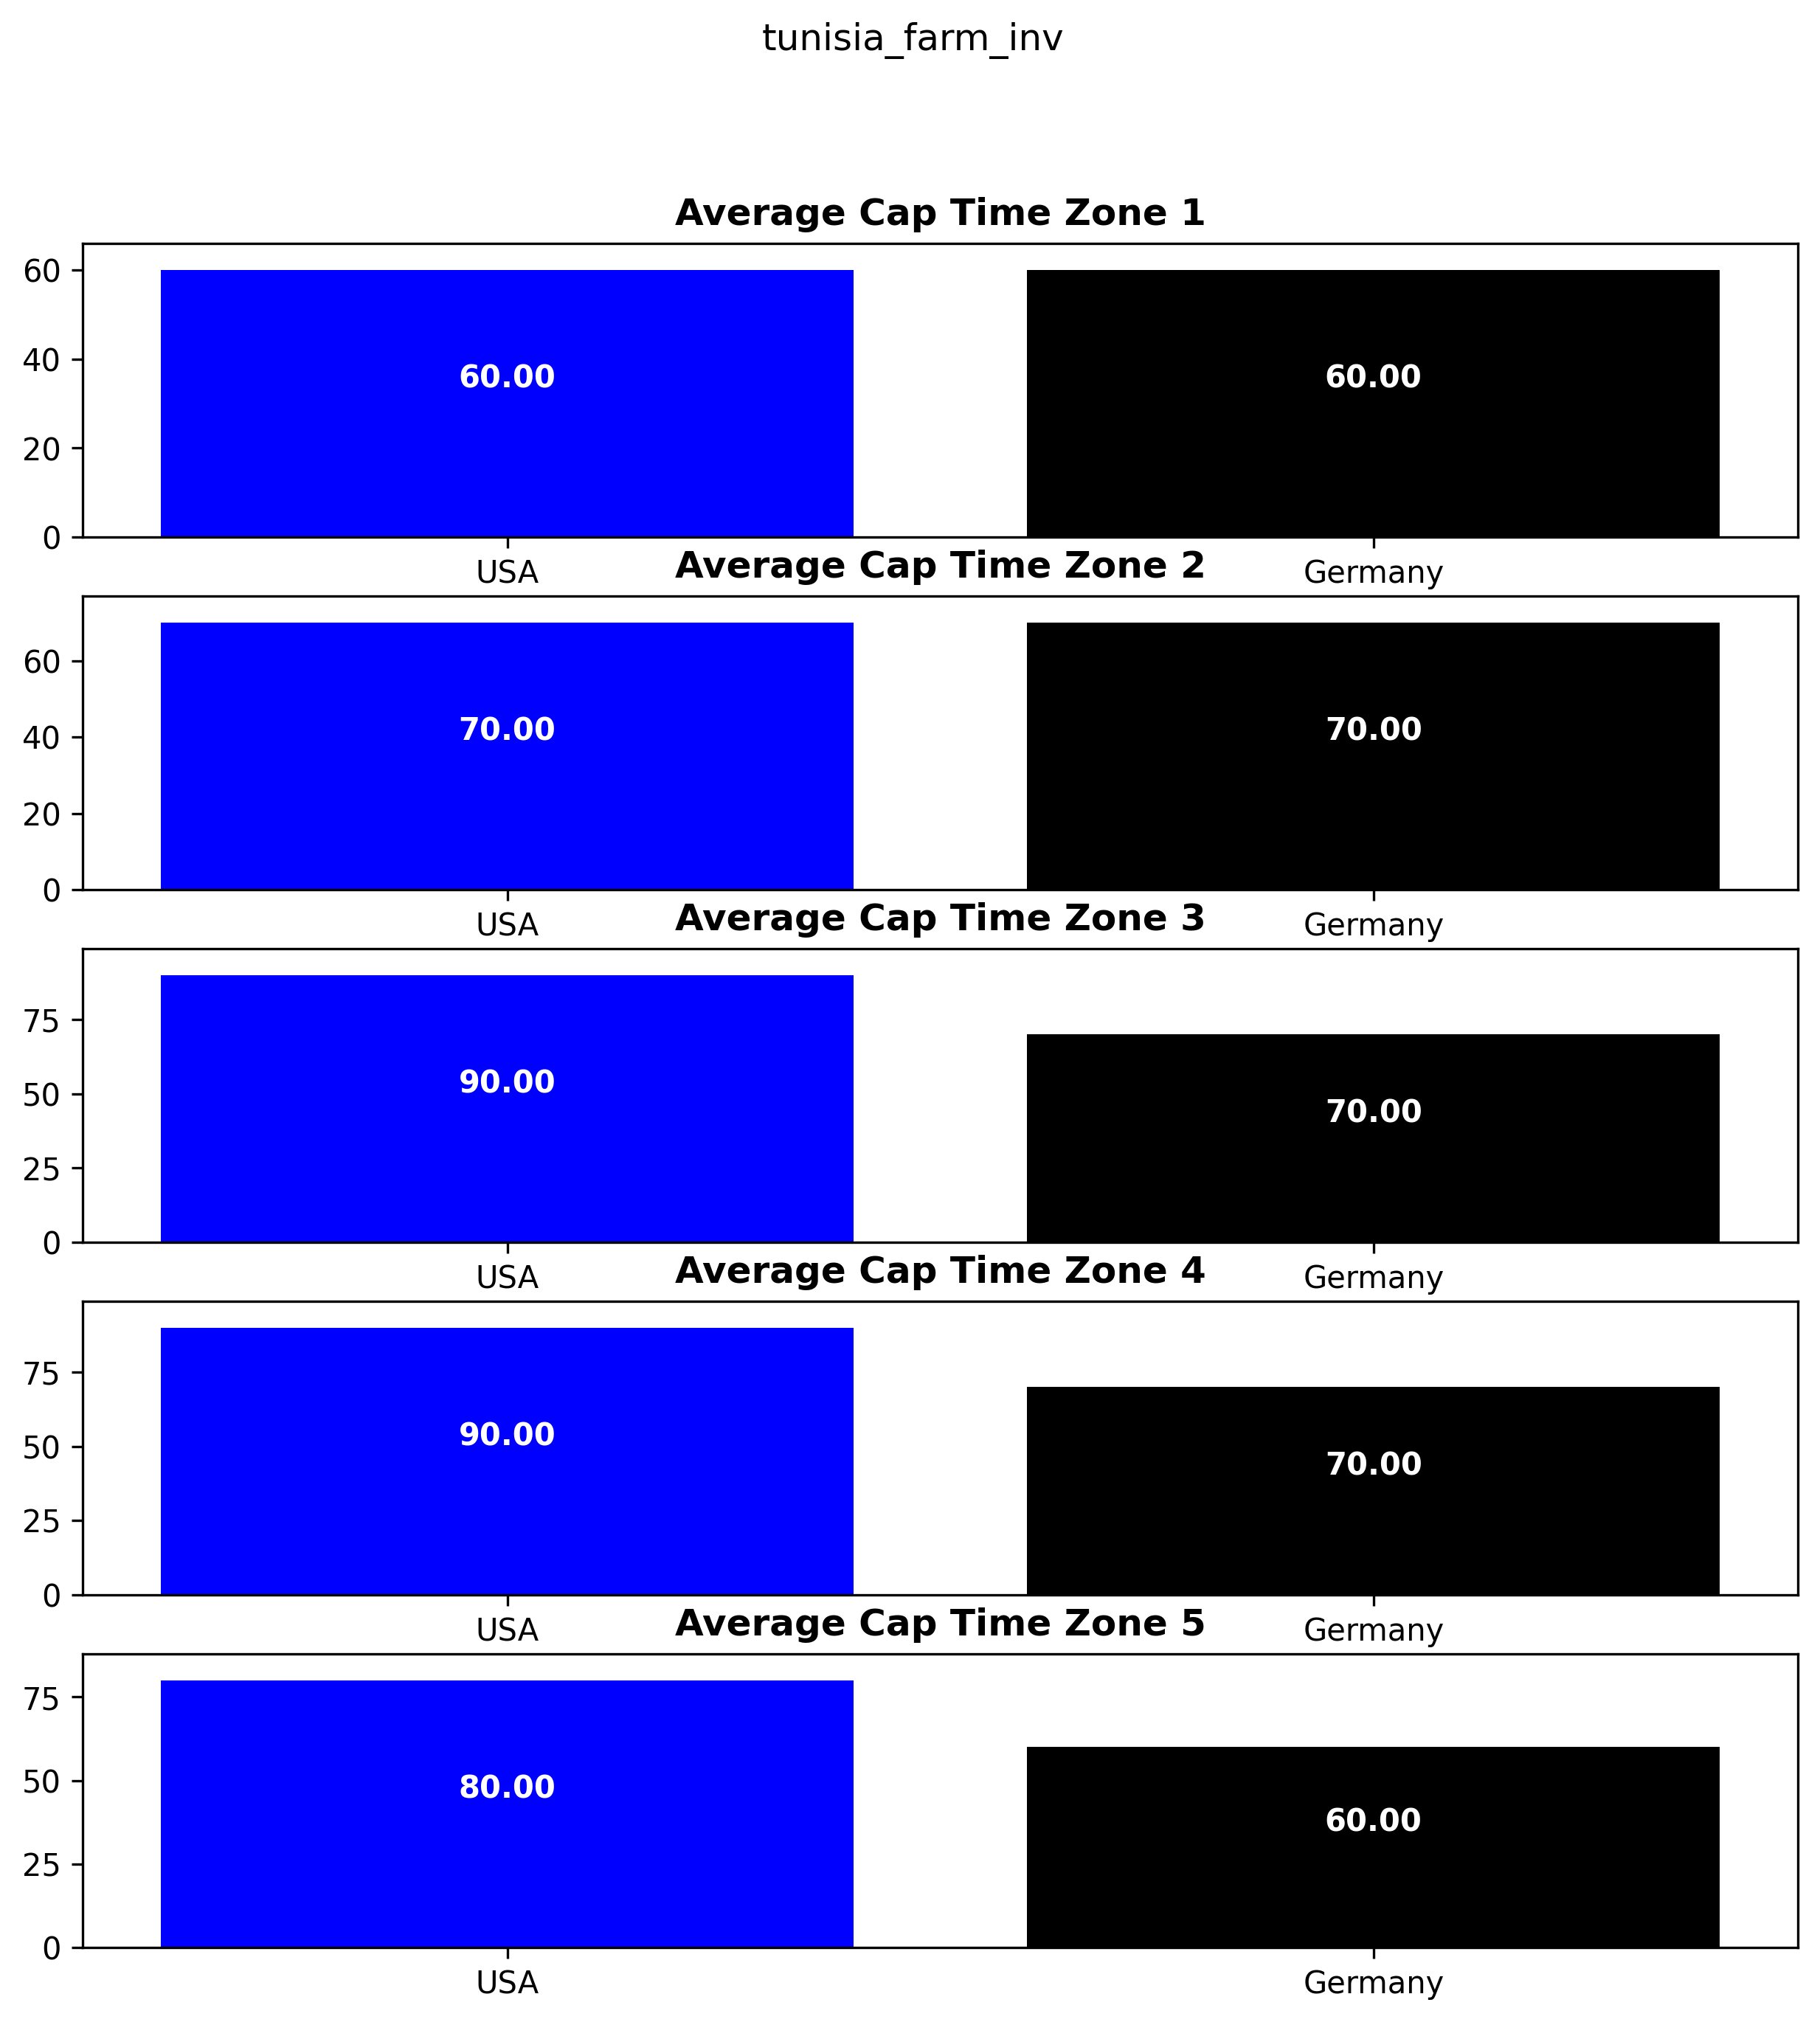 tunisia_farm_inv
Average Cap Time Zone 1
60
40
20
0
60.00
60.00
USA
Germany
Average Cap Time Zone 2
60
40
20
0
70.00
70.00
USA
Germany
Average Cap Time Zone 3
75
50
25
0
90.00
70.00
USA
Germany
Average Cap Time Zone 4
75
50
25
0
90.00
70.00
USA
Germany
Average Cap Time Zone 5
75
50
25
0
80.00
60.00
USA
Germany